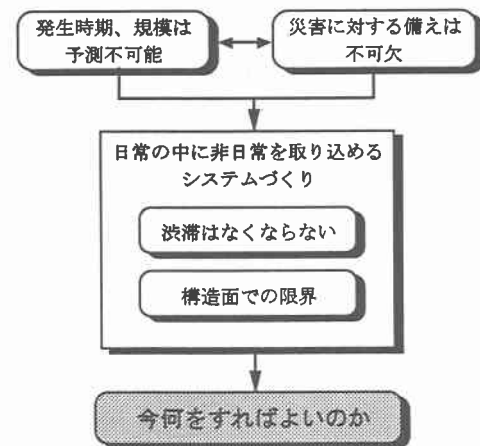 発生時期、規模は
予測不可能
災害に対する備えは
不可欠
日常の中に非日常を取り込める
システムづくり
渋滞はなくならない
構造面での限界
今何をすればよいのか